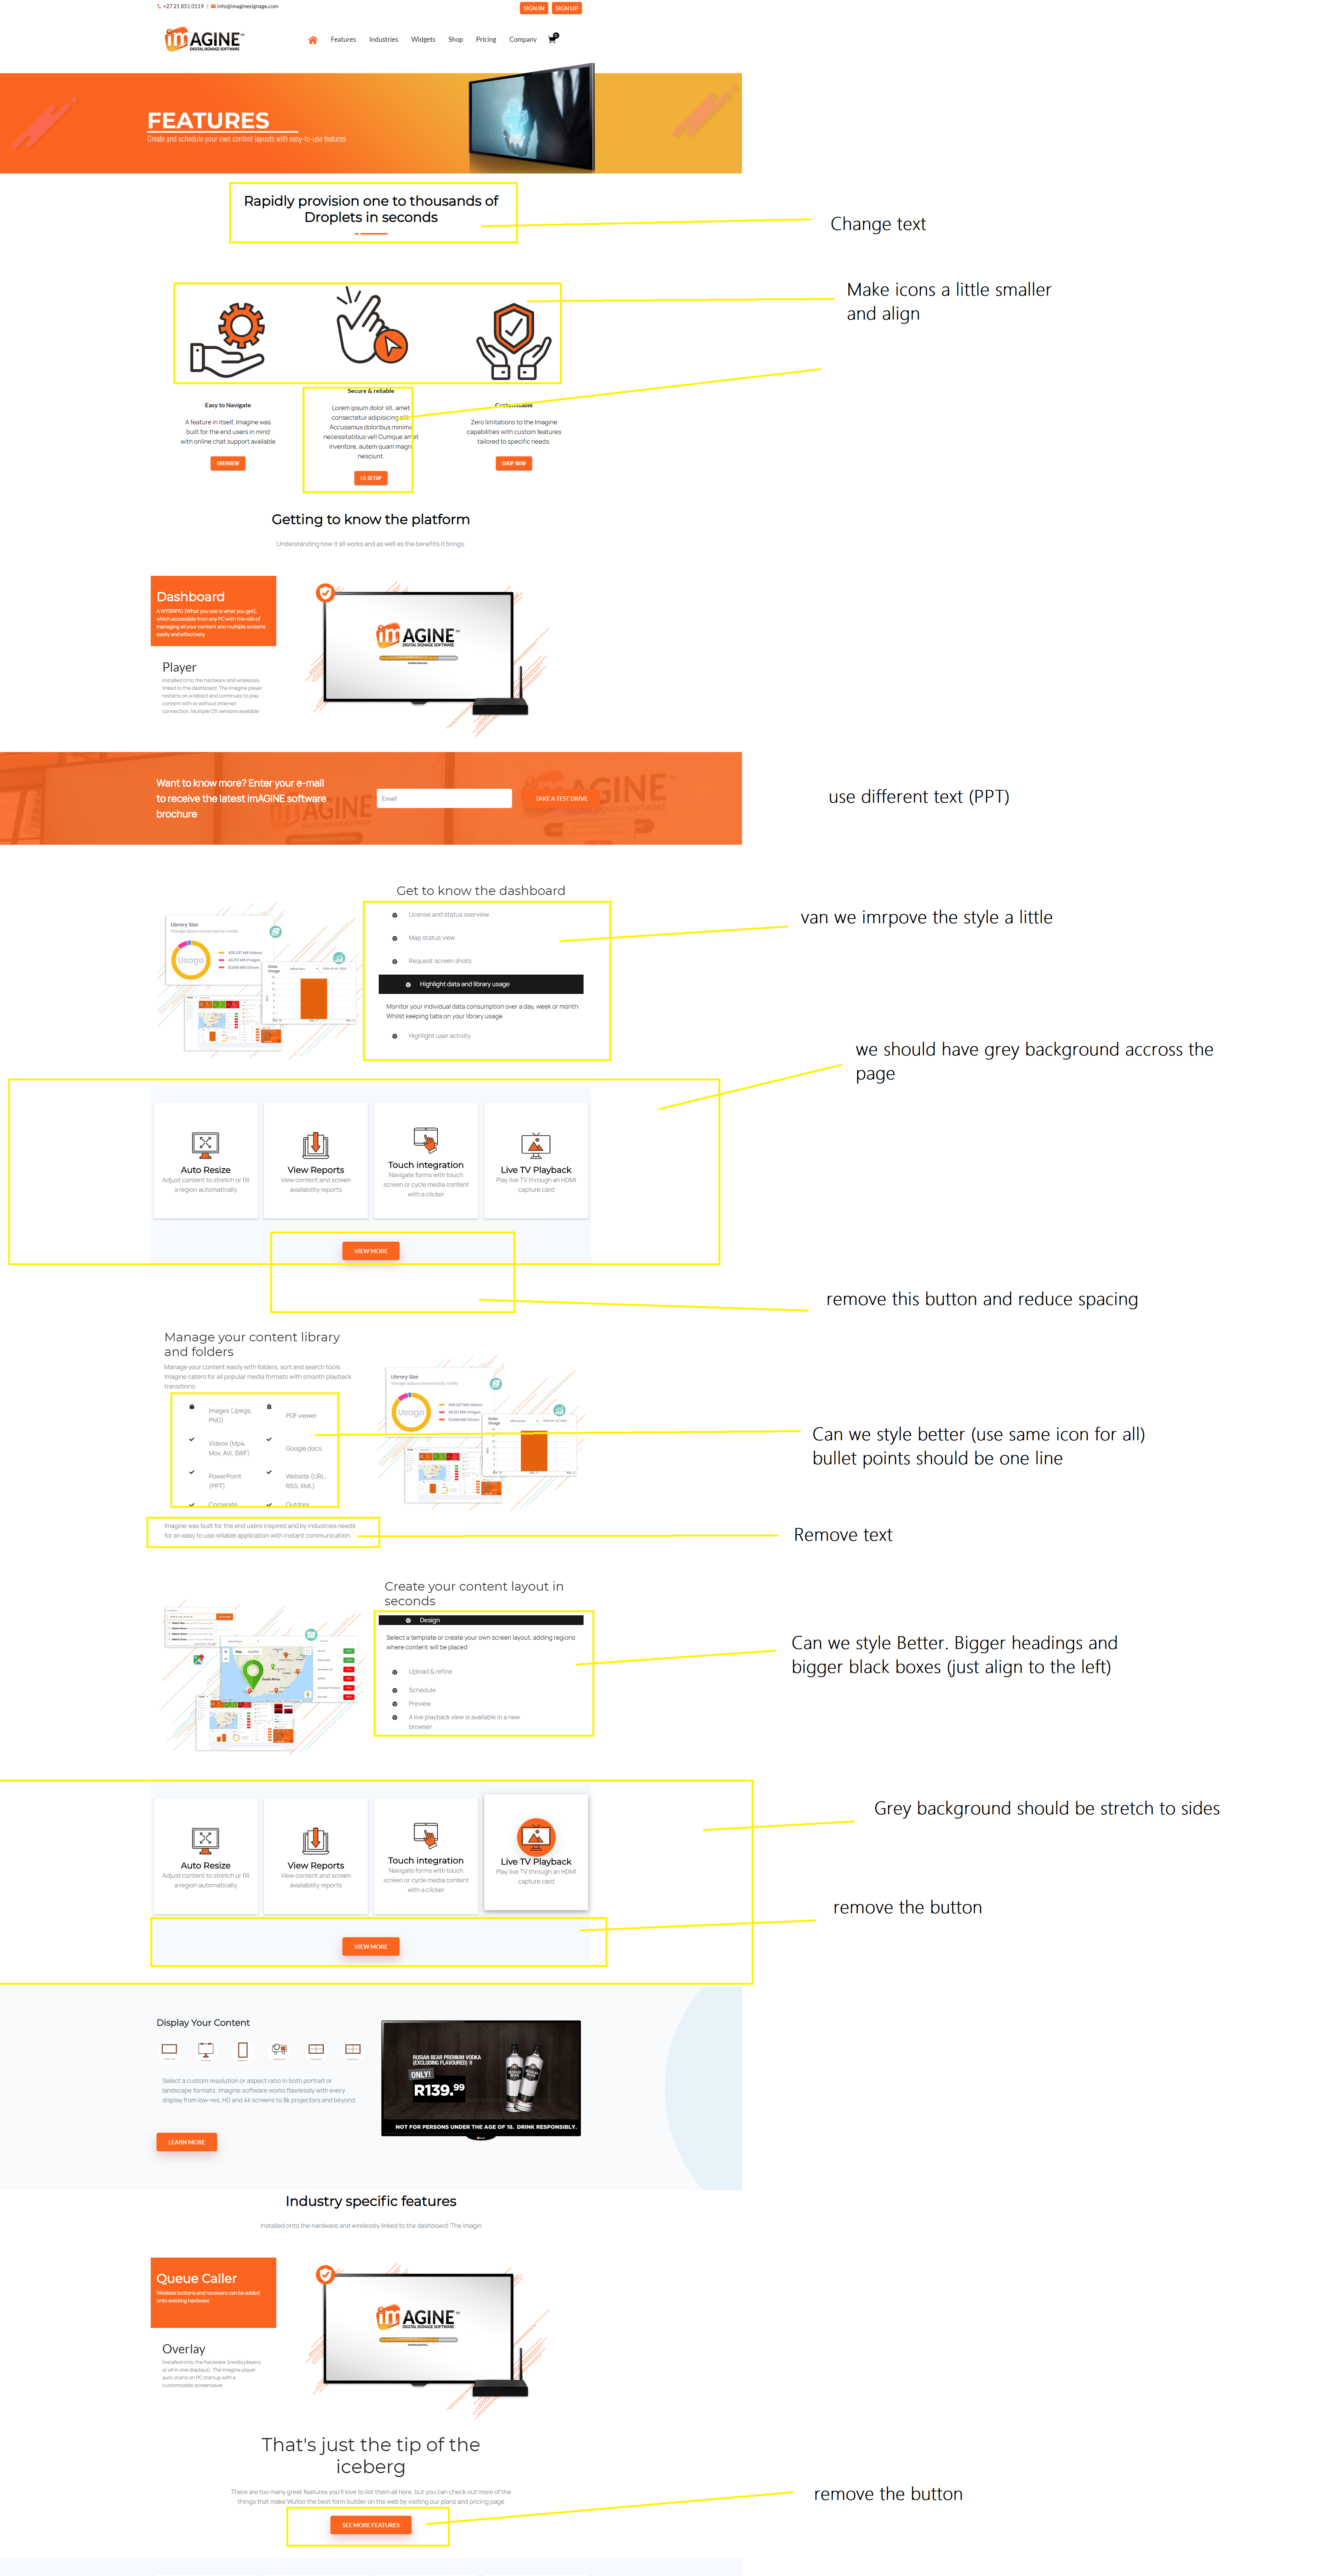 +27 21 851 0119 | info@imaginesignage.com
SIGN IN SIGN UP
imAGINE™
DIGITAL SIGNAGE SOFTWARE
Features Industries Widgets Shop Pricing Company 0
FEATURES
Create and schedule your own content layouts with easy-to-use features
Rapidly provision one to thousands of
Droplets in seconds
Change text
Make icons a little smaller
and align
Easy to Navigate
A feature in itself, Imagine was
built for the end users in mind
with online chat support available
OVERVIEW
Secure & reliable
Lorem ipsum dolor sit, amet
consectetur adipisicing elit.
Accusamus doloribus minima
necessitatibus vel! Cumque amet
inventore, autem quam magni
nesciunt.
LG SETUP
Customisable
Zero limitations to the Imagine
capabilities with custom features
tailored to specific needs.
SHOP NOW
Getting to know the platform
Understanding how it all works and as well as the benefits it brings.
Dashboard
A WYSIWYG (What you see is what you get),
which accessible from any PC with the role of
managing all your content and multiple screens
easily and effectively
Player
Installed onto the hardware and wirelessly
linked to the dashboard. The Imagine player
restarts on a reboot and continues to play
content with or without internet
connection. Multiple OS versions available
imAGINE™
DIGITAL SIGNAGE SOFTWARE
Want to know more? Enter your e-mail
to receive the latest imAGINE software
brochure
Email
TAKE A TEST DRIVE
use different text (PPT)
Get to know the dashboard
License and status overview
Map status view
Request screen shots
Highlight data and library usage
Monitor your individual data consumption over a day, week or month.
Whilst keeping tabs on your library usage.
Highlight user activity
Library Size
Usage
Data
Usage
van we imrpove the style a little
we should have grey background accross the
page
Auto Resize
Adjust content to stretch or fill
a region automatically
View Reports
View content and screen
availability reports
Touch integration
Navigate forms with touch
screen or cycle media content
with a clicker
Live TV Playback
Play live TV through an HDMI
capture card
VIEW MORE
remove this button and reduce spacing
Manage your content library
and folders
Manage your content easily with folders, sort and search tools.
Imagine caters for all popular media formats with smooth playback
transitions
Images (Jpegs,
PNG)
PDF viewer
Videos (Mp4,
Mov, AVI, SWF)
Google docs
PowerPoint
(PPT)
Website (URL,
RSS, XML)
Corporate
Outdoor
Library Size
Usage
Data
Usage
Can we style better (use same icon for all)
bullet points should be one line
Imagine was built for the end users inspired and by industries needs
for an easy to use reliable application with instant communication.
Remove text
Create your content layout in
seconds
Design
Select a template or create your own screen layout, adding regions
where content will be placed
Upload & refine
Schedule
Preview
A live playback view is available in a new
browser
Can we style Better. Bigger headings and
bigger black boxes (just align to the left)
Auto Resize
Adjust content to stretch or fill
a region automatically
View Reports
View content and screen
availability reports
Touch integration
Navigate forms with touch
screen or cycle media content
with a clicker
Live TV Playback
Play live TV through an HDMI
capture card
VIEW MORE
Grey background should be stretch to sides
remove the button
Display Your Content
Select a custom resolution or aspect ratio in both portrait or
landscape formats. Imagine software works flawlessly with every
display from low-res, HD and 4k screens to 8k projectors and beyond.
LEARN MORE
RUSIAN BEAR PREMIUM VODKA
(EXCLUDING FLAVOURED) 1l
ONLY!
R139.99
NOT FOR PERSONS UNDER THE AGE OF 18. DRINK RESPONSIBLY.
Industry specific features
Installed onto the hardware and wirelessly linked to the dashboard. The Imagin
Queue Caller
Wireless buttons and receivers can be added
onto existing hardware
Overlay
Installed onto the hardware (media players
or all in one displays). The Imagine player
auto starts on PC startup with a
customizable screensaver.
imAGINE™
DIGITAL SIGNAGE SOFTWARE
That's just the tip of the
iceberg
There are too many great features you'll love to list them all here, but you can check out more of the
things that make Wufoo the best form builder on the web by visiting our plans and pricing page
SEE MORE FEATURES
remove the button